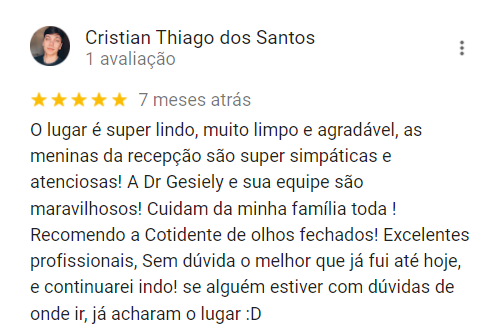 Cristian Thiago dos Santos
1 avaliação
7 meses atrás
O lugar é super lindo, muito limpo e agradável, as
meninas da recepção são super simpáticas e
atenciosas! A Dr Gesiely e sua equipe são
maravilhosos! Cuidam da minha família toda !
Recomendo a Cotidente de olhos fechados! Excelentes
profissionais, Sem dúvida o melhor que já fui até hoje,
e continuarei indo! se alguém estiver com dúvidas de
onde ir, já acharam o lugar :D